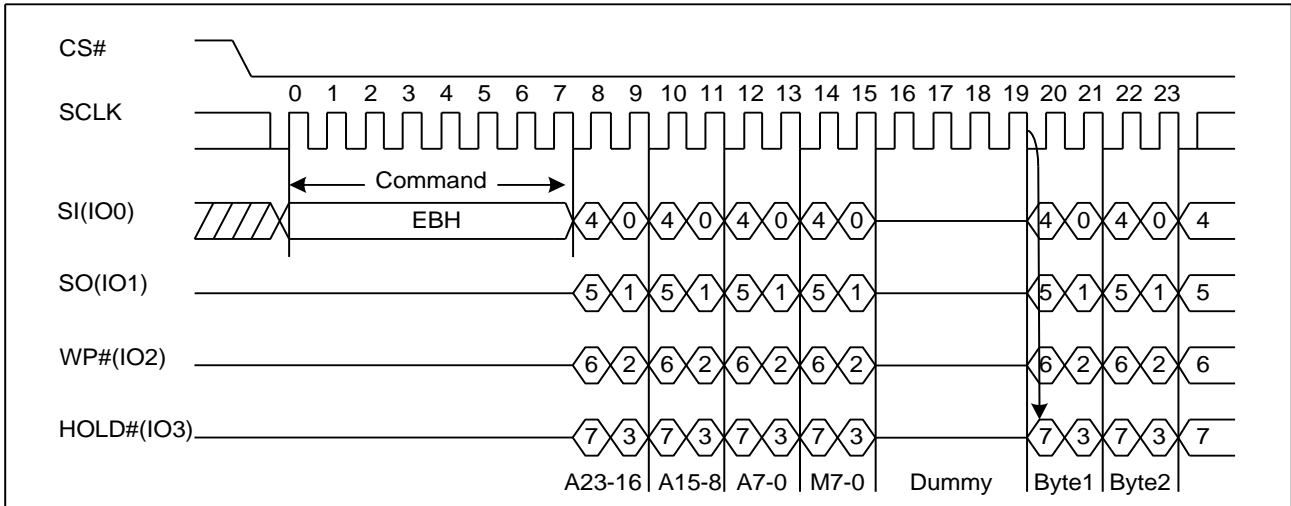 CS#
0 1 2 3 4 5 6 7 8 9 10 11 12 13 14 15 16 17 18 19 20 21 22 23
SCLK
Command
SI(IO0) EBH 4 0 4 0 4 0 4 0 4 0 4 0 4
SO(IO1) 5 1 5 1 5 1 5 1 5 1 5 1 5
WP#(IO2) 6 2 6 2 6 2 6 2 6 2 6 2 6
HOLD#(IO3) 7 3 7 3 7 3 7 3 7 3 7 3 7
A23-16 A15-8 A7-0 M7-0 Dummy Byte1 Byte2